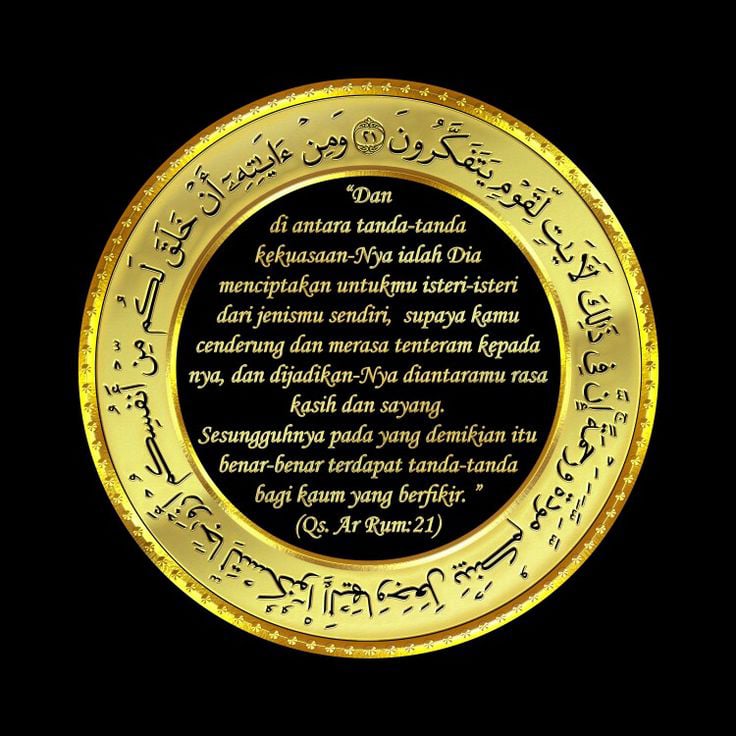 وَمِنْ ءَايَٰتِهِۦٓ أَنْ خَلَقَ لَكُم مِّنْ أَنفُسِكُمْ أَزْوَٰجًا لِّتَسْكُنُوٓا۟ إِلَيْهَا وَجَعَلَ بَيْنَكُم مَّوَدَّةً وَرَحْمَةً إِنَّ فِى ذَٰلِكَ لَءَايَٰتٍ لِّقَوْمٍ يَتَفَكَّرُونَ ٢١
“Dan
di antara tanda-tanda
kekuasaan-Nya ialah Dia
menciptakan untukmu isteri-isteri
dari jenismu sendiri, supaya kamu
cenderung dan merasa tenteram kepada
nya, dan dijadikan-Nya diantaramu rasa
kasih dan sayang.
Sesungguhnya pada yang demikian itu
benar-benar terdapat tanda-tanda
bagi kaum yang berfikir. ”
(Qs. Ar Rum:21)